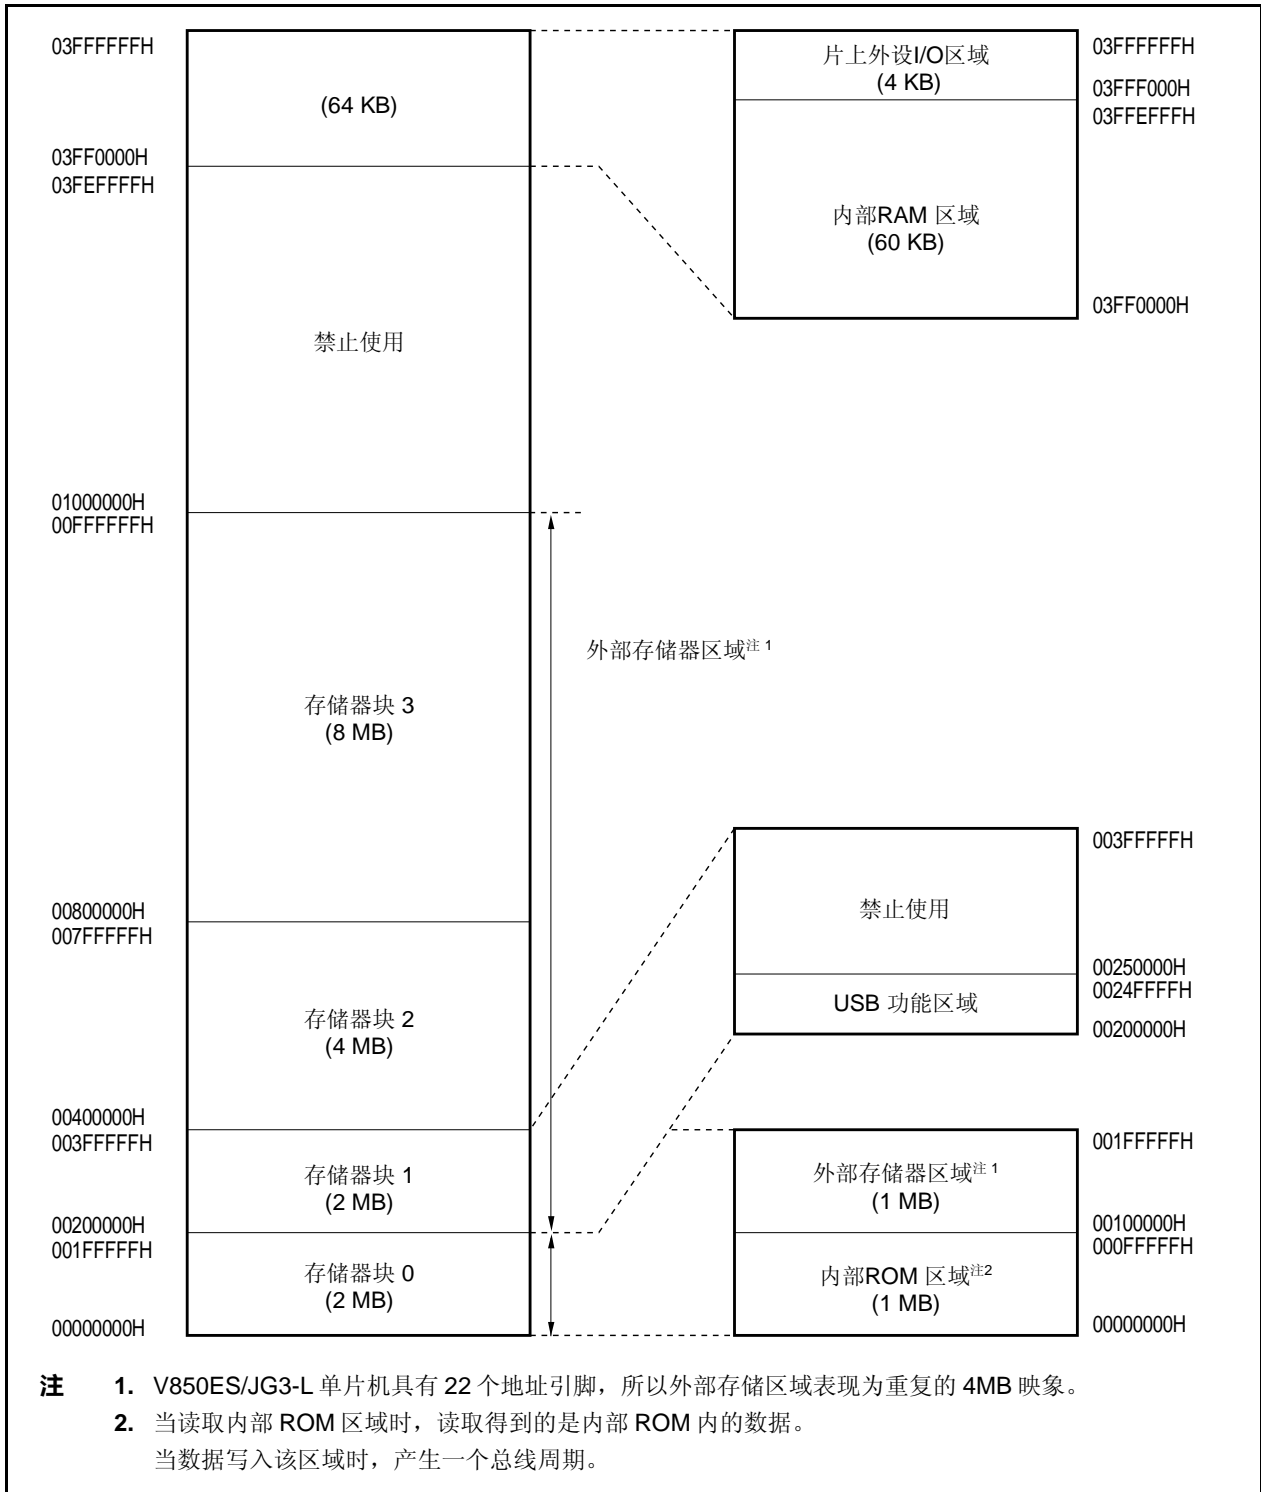 03FFFFFFH
(64 KB)
03FF0000H
03FEFFFFH
禁止使用
01000000H
00FFFFFFH
外部存储器区域注 1
存储器块 3
(8 MB)
00800000H
007FFFFFH
存储器块 2
(4 MB)
00400000H
003FFFFFH
存储器块 1
(2 MB)
00200000H
001FFFFFH
存储器块 0
(2 MB)
00000000H
片上外设I/O区域
(4 KB)
03FFFFFFH
03FFF000H
03FFEFFFH
内部RAM 区域
(60 KB)
03FF0000H
003FFFFFH
禁止使用
00250000H
0024FFFFH
USB 功能区域
00200000H
001FFFFFH
外部存储器区域注 1
(1 MB)
00100000H
000FFFFFH
内部ROM 区域注2
(1 MB)
00000000H
注 1. V850ES/JG3-L 单片机具有 22 个地址引脚，所以外部存储区域表现为重复的 4MB 映象。
2. 当读取内部 ROM 区域时，读取得到的是内部 ROM 内的数据。
当数据写入该区域时，产生一个总线周期。